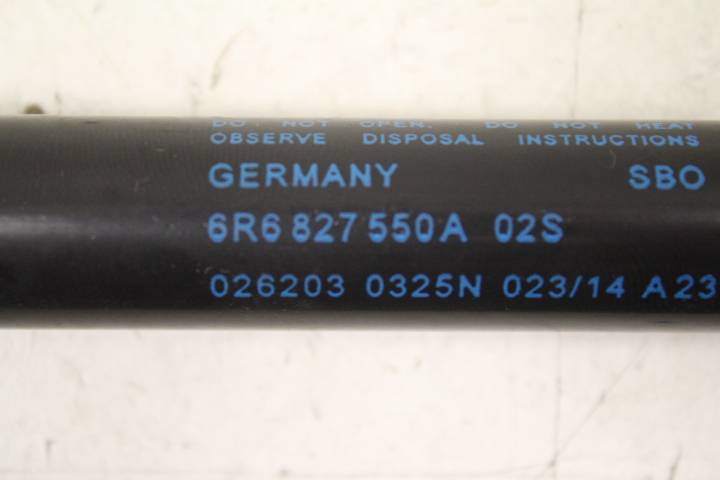 DO NOT OPEN. DO NOT HEAT
OBSERVE DISPOSAL INSTRUCTIONS
GERMANY SBO
6R6 827 550A 02S
026203 0325N 023/14 A23